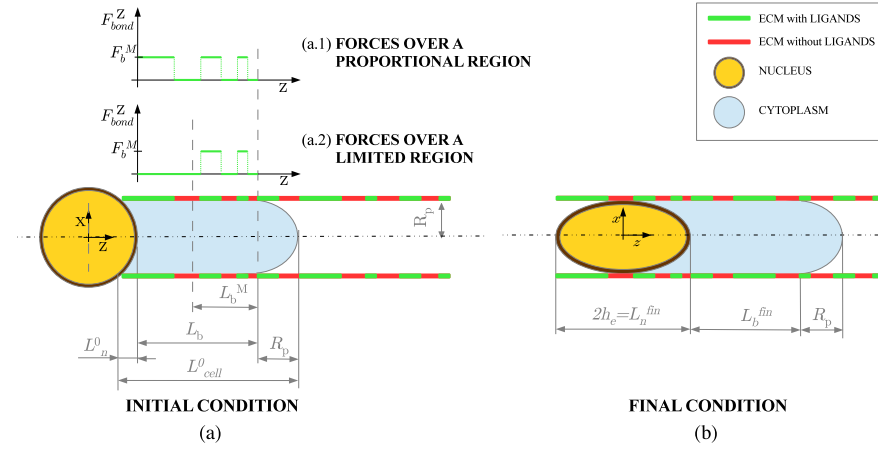 F_bond^Z
F_b^M
Z
(a.1) FORCES OVER A
PROPORTIONAL REGION
F_bond^Z
F_b^M
Z
(a.2) FORCES OVER A
LIMITED REGION
ECM with LIGANDS
ECM without LIGANDS
NUCLEUS
CYTOPLASM
X
Z
R_p
L_b^M
L_b
L_n^0
R_p
L_cell^0
INITIAL CONDITION
(a)
x
z
2h_e=L_n^fin
L_b^fin
R_p
FINAL CONDITION
(b)